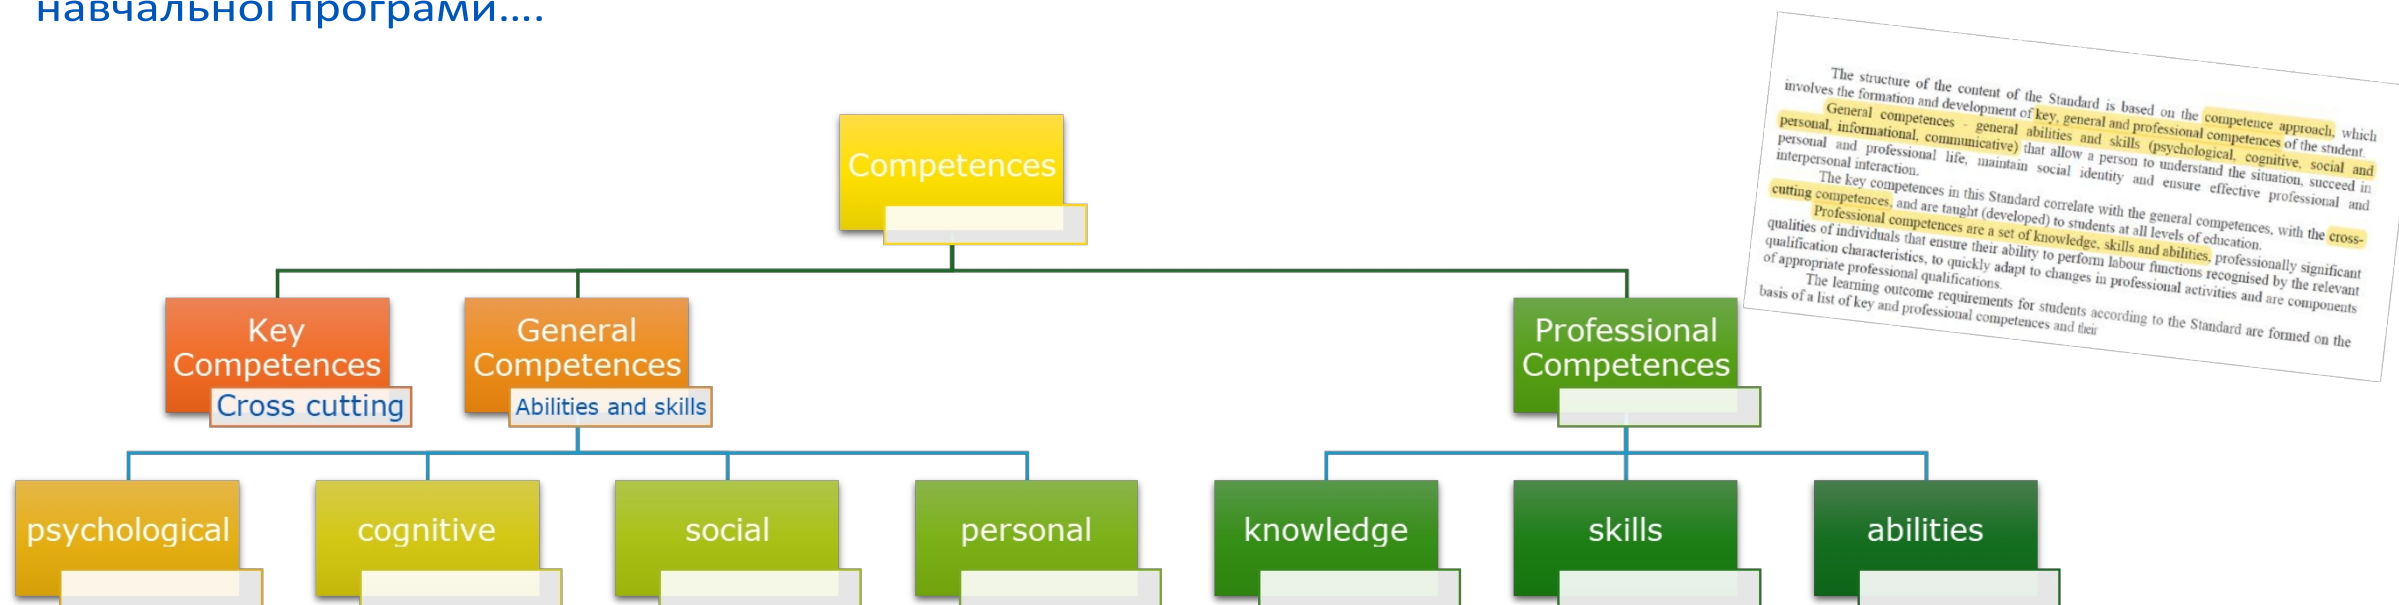 навчальної програми....
The structure of the content of the Standard is based on the competence approach, which
involves the formation and development of key, general and professional competences of the student.
General competences - general abilities and skills (psychological, cognitive, social and
personal, informational, communicative) that allow a person to understand the situation, succeed in
personal and professional life, maintain social identity and ensure effective professional and
interpersonal interaction.
The key competences in this Standard correlate with the general competences, with the cross-
cutting competences, and are taught (developed) to students at all levels of education.
Professional competences are a set of knowledge, skills and abilities, professionally significant
qualities of individuals that ensure their ability to perform labour functions recognised by the relevant
qualification characteristics, to quickly adapt to changes in professional activities and are components
of appropriate professional qualifications.
The learning outcome requirements for students according to the Standard are formed on the
basis of a list of key and professional competences and their
Competences
Key
Competences
Cross cutting
General
Competences
Abilities and skills
Professional
Competences
psychological
cognitive
social
personal
knowledge
skills
abilities